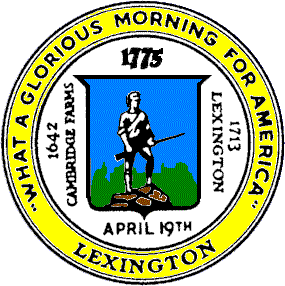 "WHAT A GLORIOUS MORNING FOR AMERICA"
1775
1642
CAMBRIDGE FARMS
1713
LEXINGTON
APRIL 19TH
LEXINGTON